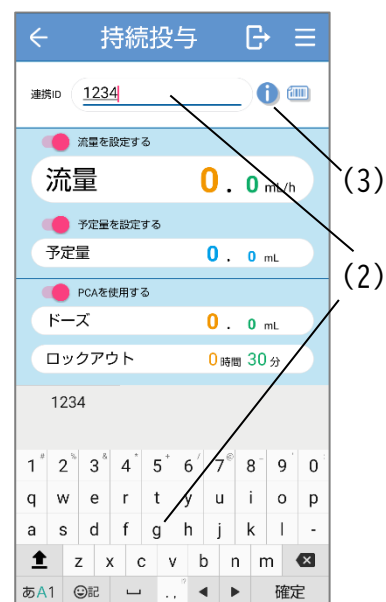 持続投与
連携ID 1234
流量を設定する
流量 0 . 0 mL/h
(3)
予定量を設定する
予定量 0 . 0 mL
(2)
PCAを使用する
ドーズ 0 . 0 mL
ロックアウト 0 時間 30 分
1234
1 # 2 % 3 & 4 * 5 + 6 / 7 @ 8 - 9 ' 0 :
q w e r t y u i o p
a s d f g h j k l -
z x c v b n m
あA1 記 . , ? 確定